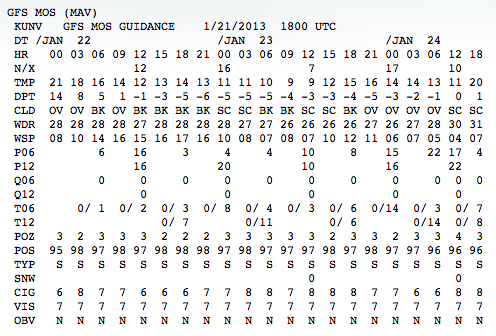 GFS MOS (MAV)
KUNV   GFS MOS GUIDANCE    1/21/2013  1800 UTC
DT /JAN  22                  /JAN  23                /JAN  24
HR   00 03 06 09 12 15 18 21 00 03 06 09 12 15 18 21 00 03 06 12 18
N/X              12          16           7          17       10
TMP  21 18 16 14 12 13 14 13 11 11 10  9  9 12 15 16 14 14 13 11 20
DPT  14  8  5  1 -1 -3 -5 -6 -5 -5 -5 -4 -3 -3 -4 -5 -3 -2 -1  0  1
CLD  OV OV BK OV BK BK BK BK SC SC SC SC SC BK BK BK OV OV OV SC SC
WDR  28 28 28 28 27 28 28 28 28 27 27 26 26 26 26 27 26 27 28 30 31
WSP  08 10 14 16 15 16 17 16 10 08 07 08 07 10 12 11 06 07 05 04 07
P06         6    16     3     4     4    10     8    15    22 17  4
P12              16          20          10          16       22
Q06         0     0     0     0     0     0     0     0     0  0  0
Q12               0           0           0           0        0
T06      0/ 1  0/ 2  0/ 3  0/ 8  0/ 4  0/ 3  0/ 6  0/14  0/ 3  0/ 7
T12                  0/ 7        0/11        0/ 6        0/14  0/ 8
POZ   3  2  3  3  3  2  2  2  3  3  3  3  3  3  3  2  3  2  3  4  3
POS  95 98 97 98 97 98 98 98 97 97 97 97 97 97 97 98 97 97 96 96 96
TYP   S  S  S  S  S  S  S  S  S  S  S  S  S  S  S  S  S  S  S  S  S
SNW                                       0                    0
CIG   6  8  8  7  7  6  6  6  7  7  8  8  7  8  8  8  7  7  6  6  8
VIS   7  7  7  7  7  7  7  7  7  7  7  7  7  7  7  7  7  7  7  7  7
OBV   N  N  N  N  N  N  N  N  N  N  N  N  N  N  N  N  N  N  N  N  N